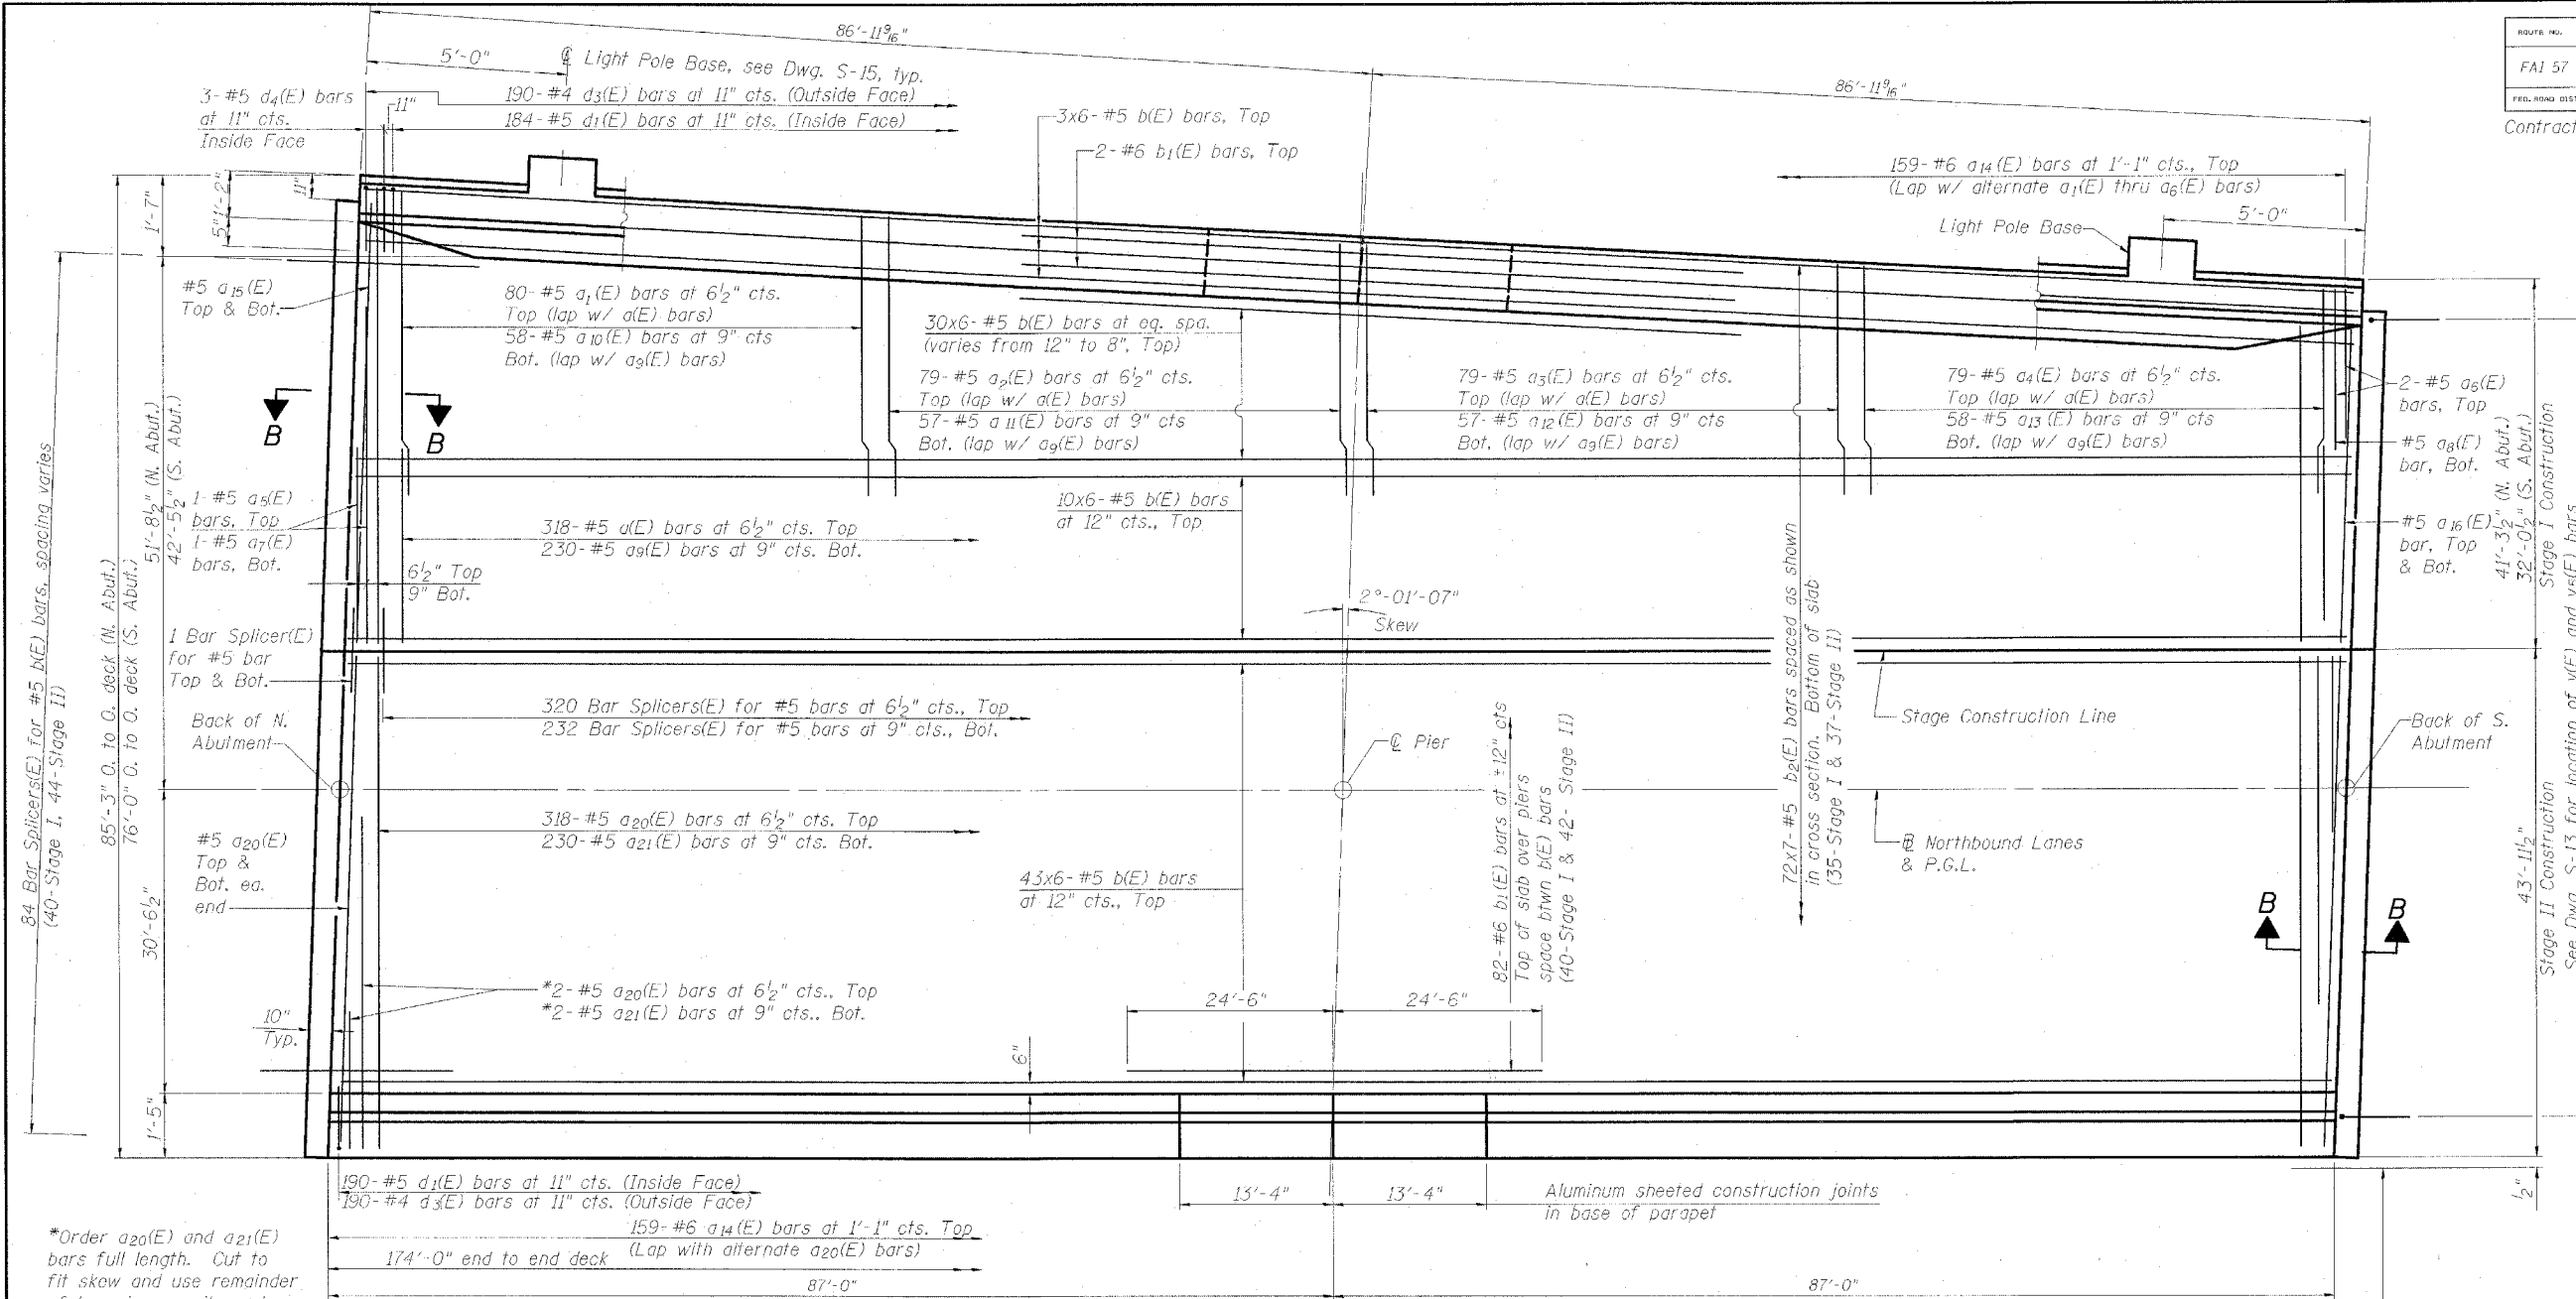 86'-11 9/16"
5'-0"
℄ Light Pole Base, see Dwg. S-15, typ.
3- #5 d4(E) bars
at 11" cts.
Inside Face
11"
190- #4 d3(E) bars at 11" cts. (Outside Face)
184- #5 d1(E) bars at 11" cts. (Inside Face)
3x6- #5 b(E) bars, Top
2- #6 b1(E) bars, Top
86'-11 9/16"
ROUTE NO.
FAI 57
FED. ROAD DIST
Contract
159- #6 a14(E) bars at 1'-1" cts., Top
(Lap w/ alternate a1(E) thru a6(E) bars)
Light Pole Base
5'-0"
1'-7"
1'-2"
5"
11"
#5 a15(E)
Top & Bot.
80- #5 a1(E) bars at 6½" cts.
Top (lap w/ a(E) bars)
58- #5 a10(E) bars at 9" cts
Bot. (lap w/ a9(E) bars)
30x6- #5 b(E) bars at eq. spa.
(varies from 12" to 8", Top)
79- #5 a2(E) bars at 6½" cts.
Top (lap w/ a(E) bars)
57- #5 a11(E) bars at 9" cts
Bot. (lap w/ a9(E) bars)
79- #5 a3(E) bars at 6½" cts.
Top (lap w/ a(E) bars)
57- #5 a12(E) bars at 9" cts
Bot. (lap w/ a9(E) bars)
79- #5 a4(E) bars at 6½" cts.
Top (lap w/ a(E) bars)
58- #5 a13(E) bars at 9" cts
Bot. (lap w/ a9(E) bars)
2- #5 a6(E)
bars, Top
#5 a8(E)
bar, Bot.
#5 a16(E)
bar, Top
& Bot.
B
B
1- #5 a5(E)
bars, Top
1- #5 a7(E)
bars, Bot.
318- #5 a(E) bars at 6½" cts. Top
230- #5 a9(E) bars at 9" cts. Bot.
6½" Top
9" Bot.
10x6- #5 b(E) bars
at 12" cts., Top
2°-01'-07"
Skew
1 Bar Splicer(E)
for #5 bar
Top & Bot.
320 Bar Splicers(E) for #5 bars at 6½" cts., Top
232 Bar Splicers(E) for #5 bars at 9" cts., Bot.
Back of N.
Abutment
℄ Pier
Stage Construction Line
Back of S.
Abutment
318- #5 a20(E) bars at 6½" cts. Top
230- #5 a21(E) bars at 9" cts. Bot.
#5 a20(E)
Top &
Bot. ea.
end
43x6- #5 b(E) bars
at 12" cts., Top
82- #6 b1(E) bars at ±12" cts
Top of slab over piers
space btwn b(E) bars
(40-Stage I & 42- Stage II)
72x7- #5 b2(E) bars spaced as shown
in cross section. Bottom of slab
(35-Stage I & 37-Stage II)
℔ Northbound Lanes
& P.G.L.
B
B
84 Bar Splicers(E) for #5 b(E) bars, spacing varies
(40-Stage I, 44-Stage II)
85'-3" O. to O. deck (N. Abut.)
76'-0" O. to O. deck (S. Abut.)
51'-8½" (N. Abut.)
42'-5½" (S. Abut.)
30'-6½"
1'-5"
41'-3½" (N. Abut.)
32'-0½" (S. Abut.)
Stage I Construction
43'-11½"
Stage II Construction
See Dwg. S-13 for location of v(E) and v5(E) bars
*2- #5 a20(E) bars at 6½" cts., Top
*2- #5 a21(E) bars at 9" cts.. Bot.
10"
Typ.
24'-6"
24'-6"
6"
190- #5 d1(E) bars at 11" cts. (Inside Face)
190- #4 d3(E) bars at 11" cts. (Outside Face)
13'-4"
13'-4"
Aluminum sheeted construction joints
in base of parapet
½"
159- #6 a14(E) bars at 1'-1" cts. Top
(Lap with alternate a20(E) bars)
174'-0" end to end deck
87'-0"
87'-0"
*Order a20(E) and a21(E)
bars full length. Cut to
fit skew and use remainder